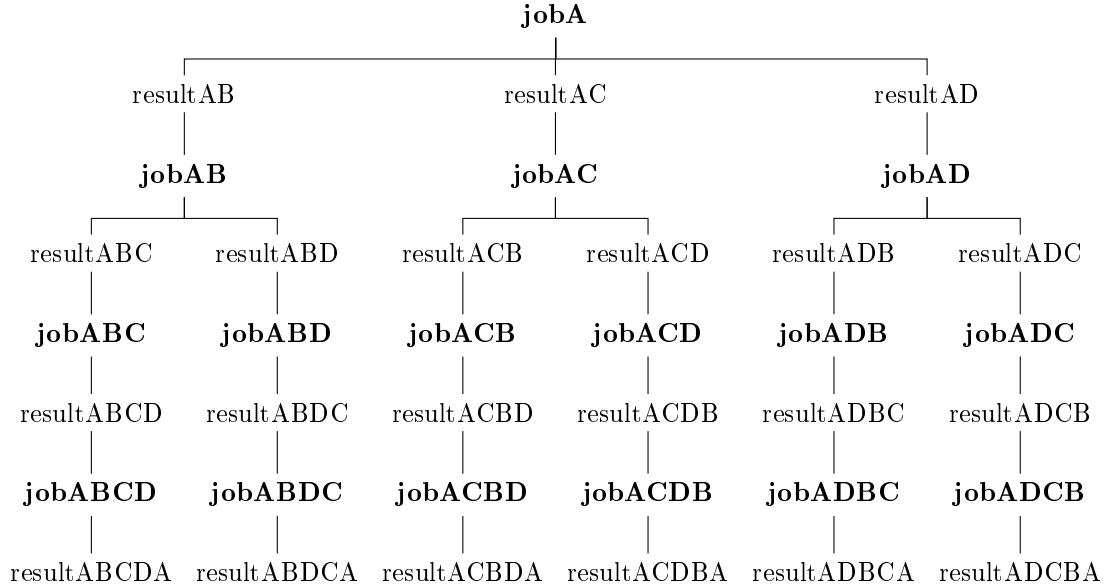 jobA
resultAB resultAC resultAD
jobAB jobAC jobAD
resultABC resultABD resultACB resultACD resultADB resultADC
jobABC jobABD jobACB jobACD jobADB jobADC
resultABCD resultABDC resultACBD resultACDB resultADBC resultADCB
jobABCD jobABDC jobACBD jobACDB jobADBC jobADCB
resultABCDA resultABDCA resultACBDA resultACDBA resultADBCA resultADCBA